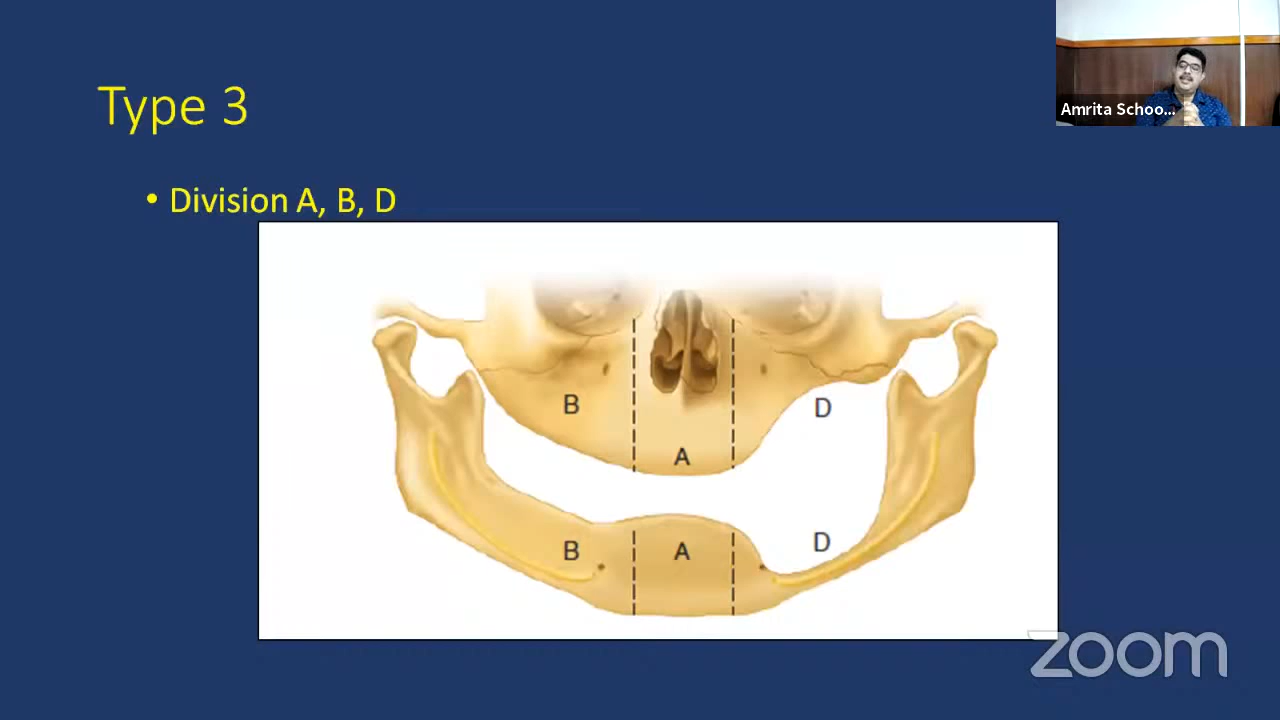 Type 3
Amrita Schoo...
• Division A, B, D
B
D
A
B
A
D
zoom